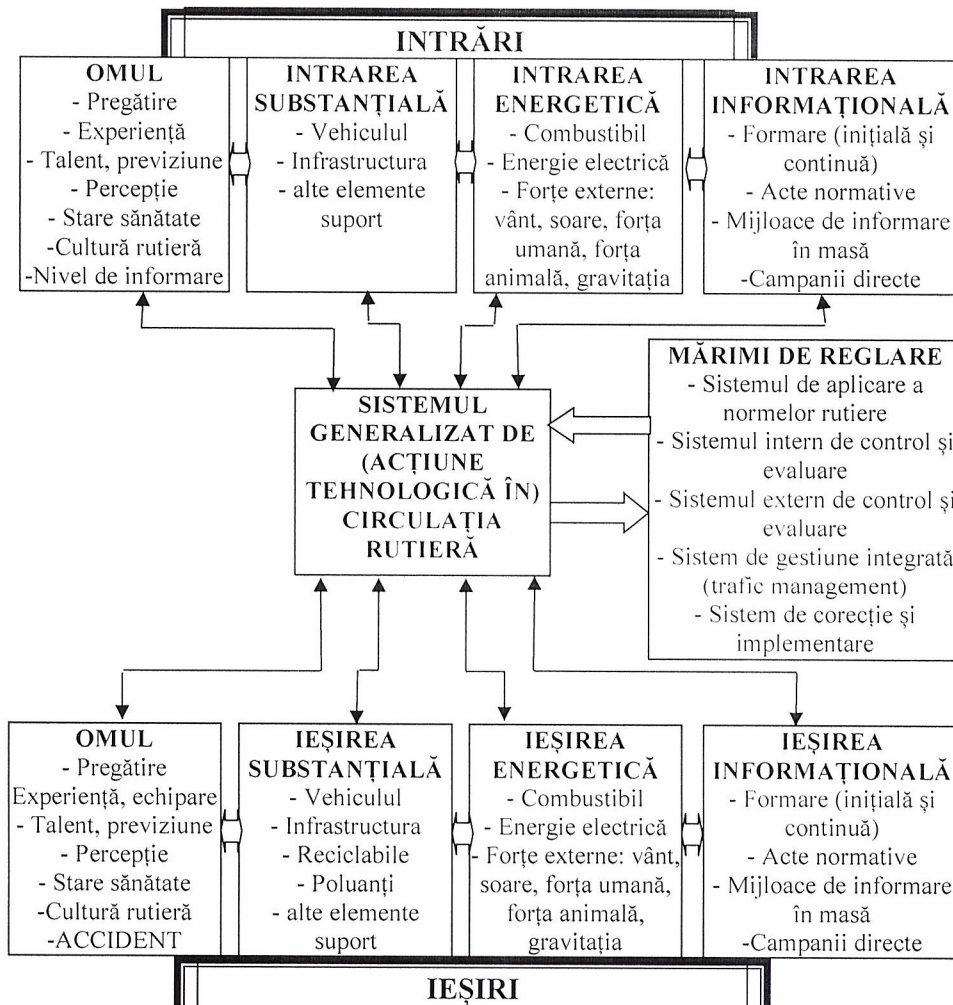 INTRĂRI
OMUL
- Pregătire
- Experiență
- Talent, previziune
- Percepție
- Stare sănătate
-Cultură rutieră
-Nivel de informare
INTRAREA
SUBSTANȚIALĂ
- Vehiculul
- Infrastructura
- alte elemente
suport
INTRAREA
ENERGETICĂ
- Combustibil
- Energie electrică
- Forțe externe:
vânt, soare, forța
umană, forța
animală, gravitația
INTRAREA
INFORMAȚIONALĂ
- Formare (inițială și
continuă)
- Acte normative
- Mijloace de informare
în masă
- Campanii directe
SISTEMUL
GENERALIZAT DE
(ACȚIUNE
TEHNOLOGICĂ ÎN)
CIRCULAȚIA
RUTIERĂ
MĂRIMI DE REGLARE
- Sistemul de aplicare a
normelor rutiere
- Sistemul intern de control și
evaluare
- Sistemul extern de control și
evaluare
- Sistem de gestiune integrată
(trafic management)
- Sistem de corecție și
implementare
OMUL
- Pregătire
Experiență, echipare
- Talent, previziune
- Percepție
- Stare sănătate
-Cultură rutieră
-ACCIDENT
IEȘIREA
SUBSTANȚIALĂ
- Vehiculul
- Infrastructura
- Reciclabile
- Poluanți
- alte elemente
suport
IEȘIREA
ENERGETICĂ
- Combustibil
- Energie electrică
- Forțe externe: vânt,
soare, forța umană,
forța animală,
gravitația
IEȘIREA
INFORMAȚIONALĂ
- Formare (inițială și
continuă)
- Acte normative
- Mijloace de informare
în masă
-Campanii directe
IEȘIRI